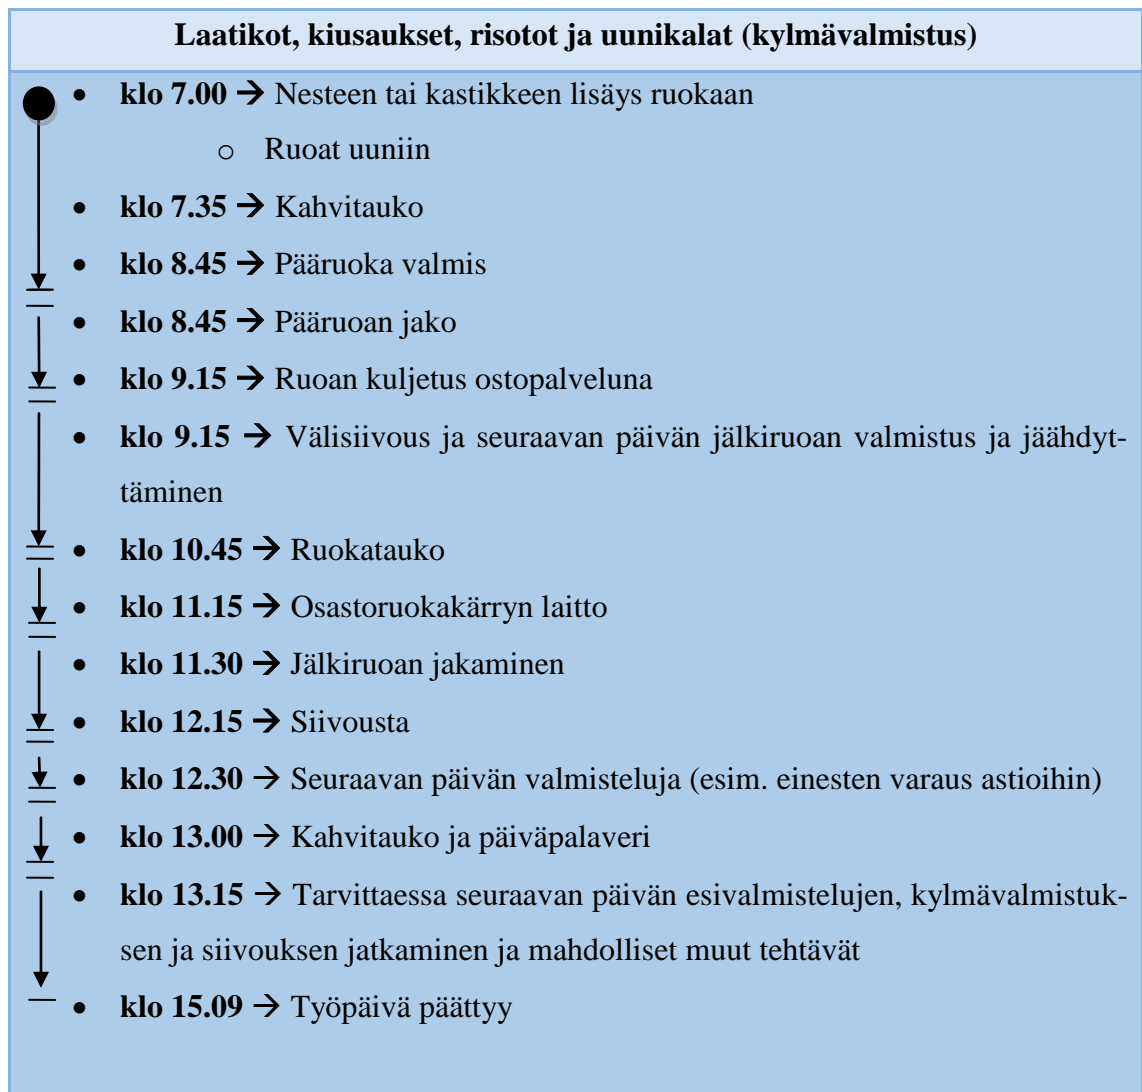 Laatikot, kiusaukset, risotot ja uunikalat (kylmävalmistus)
• klo 7.00 → Nesteen tai kastikkeen lisäys ruokaan
o Ruoat uuniin
• klo 7.35 → Kahvitauko
• klo 8.45 → Pääruoka valmis
• klo 8.45 → Pääruoan jako
• klo 9.15 → Ruoan kuljetus ostopalveluna
• klo 9.15 → Välisiivous ja seuraavan päivän jälkiruoan valmistus ja jäähdyt-
täminen
• klo 10.45 → Ruokatauko
• klo 11.15 → Osastoruokakärryn laitto
• klo 11.30 → Jälkiruoan jakaminen
• klo 12.15 → Siivousta
• klo 12.30 → Seuraavan päivän valmisteluja (esim. einesten varaus astioihin)
• klo 13.00 → Kahvitauko ja päiväpalaveri
• klo 13.15 → Tarvittaessa seuraavan päivän esivalmistelujen, kylmävalmistuk-
sen ja siivouksen jatkaminen ja mahdolliset muut tehtävät
• klo 15.09 → Työpäivä päättyy